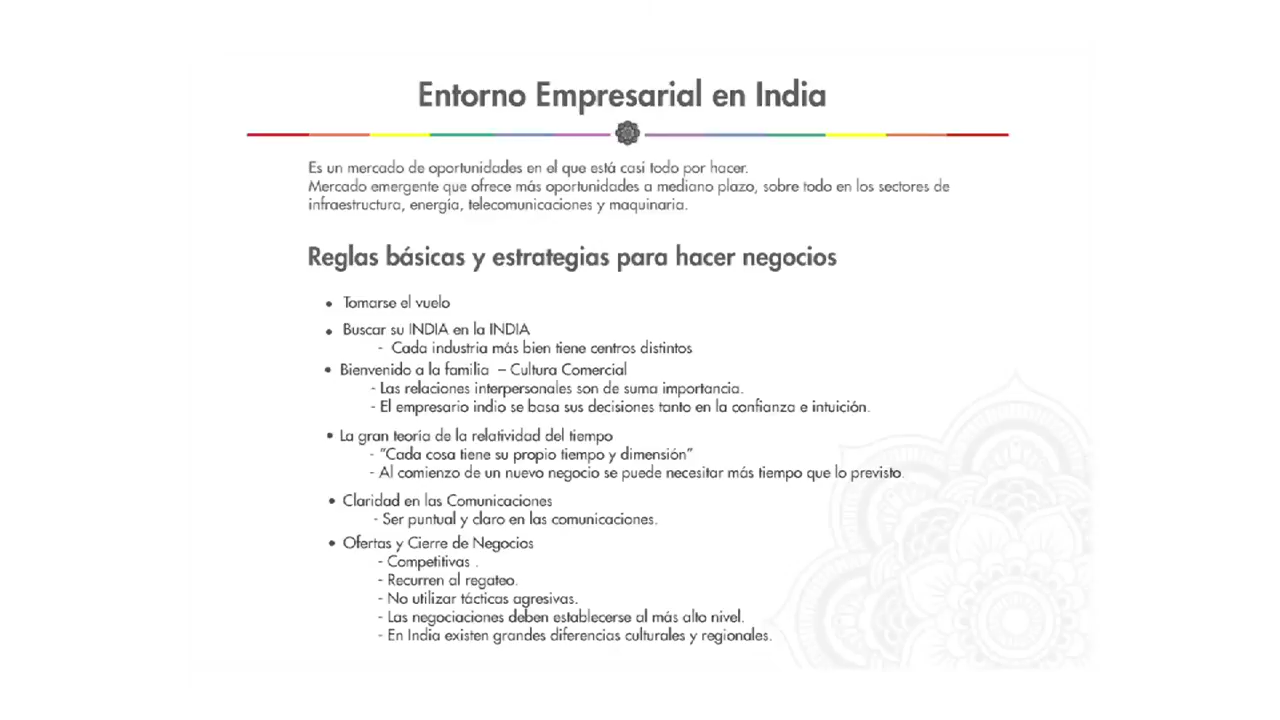 Entorno Empresarial en India
Es un mercado de oportunidades en el que está casi todo por hacer.
Mercado emergente que ofrece más oportunidades a mediano plazo, sobre todo en los sectores de
infraestructura, energía, telecomunicaciones y maquinaria.
Reglas básicas y estrategias para hacer negocios
• Tomarse el vuelo
• Buscar su INDIA en la INDIA
- Cada industria más bien tiene centros distintos
• Bienvenido a la familia – Cultura Comercial
- Las relaciones interpersonales son de suma importancia.
- El empresario indio se basa sus decisiones tanto en la confianza e intuición.
• La gran teoría de la relatividad del tiempo
- "Cada cosa tiene su propio tiempo y dimensión"
- Al comienzo de un nuevo negocio se puede necesitar más tiempo que lo previsto.
• Claridad en las Comunicaciones
- Ser puntual y claro en las comunicaciones.
• Ofertas y Cierre de Negocios
- Competitivas .
- Recurren al regateo.
- No utilizar tácticas agresivas.
- Las negociaciones deben establecerse al más alto nivel.
- En India existen grandes diferencias culturales y regionales.